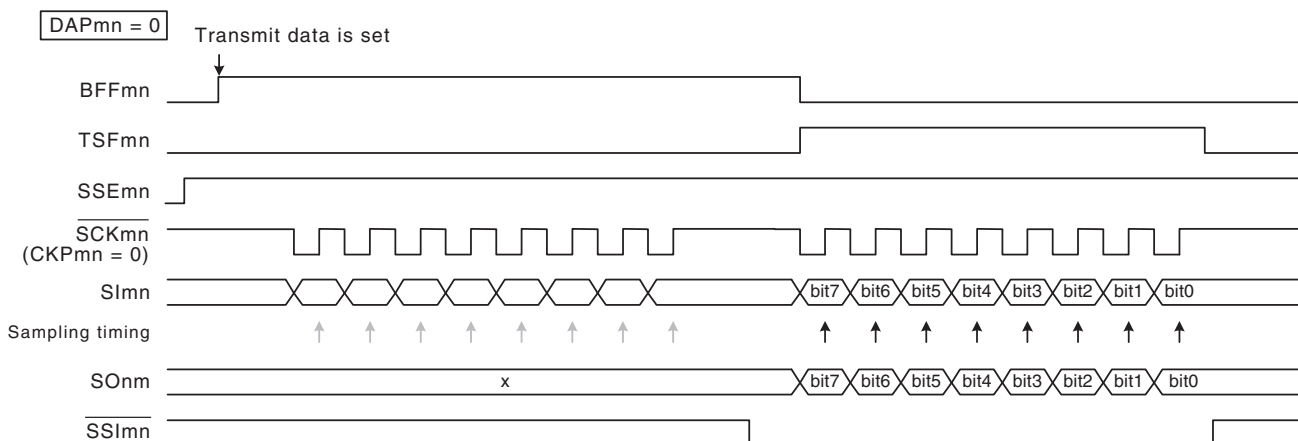 DAPmn = 0
Transmit data is set
BFFmn
TSFmn
SSEmn
SCKmn
(CKPmn = 0)
SImn
bit7 bit6 bit5 bit4 bit3 bit2 bit1 bit0
Sampling timing
SOnm
x
bit7 bit6 bit5 bit4 bit3 bit2 bit1 bit0
SSImn